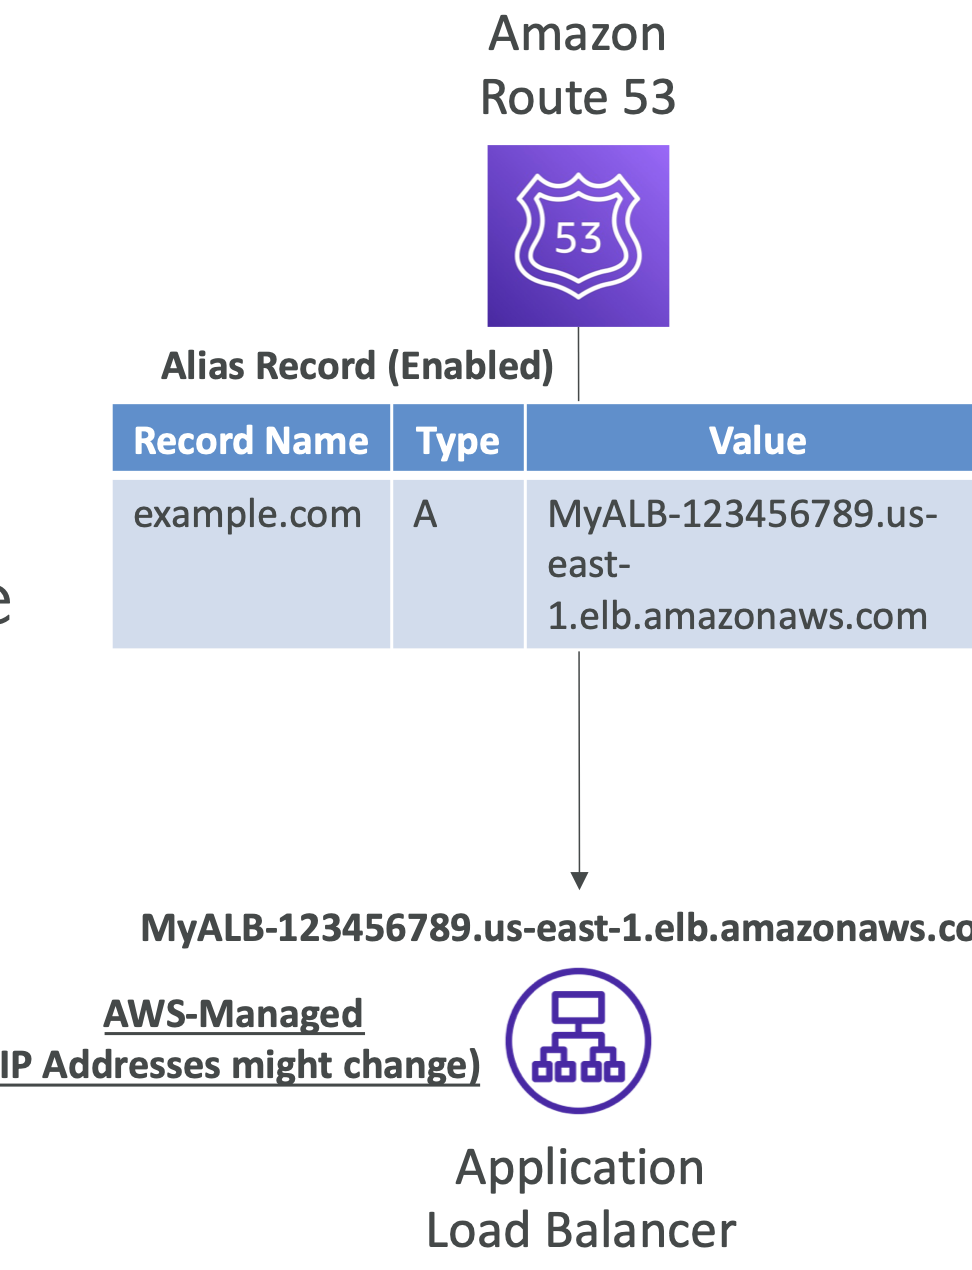 Amazon
Route 53
53
Alias Record (Enabled)
Record Name Type Value
example.com A MyALB-123456789.us-
east-
1.elb.amazonaws.com
e
MyALB-123456789.us-east-1.elb.amazonaws.co
AWS-Managed
IP Addresses might change)
Application
Load Balancer